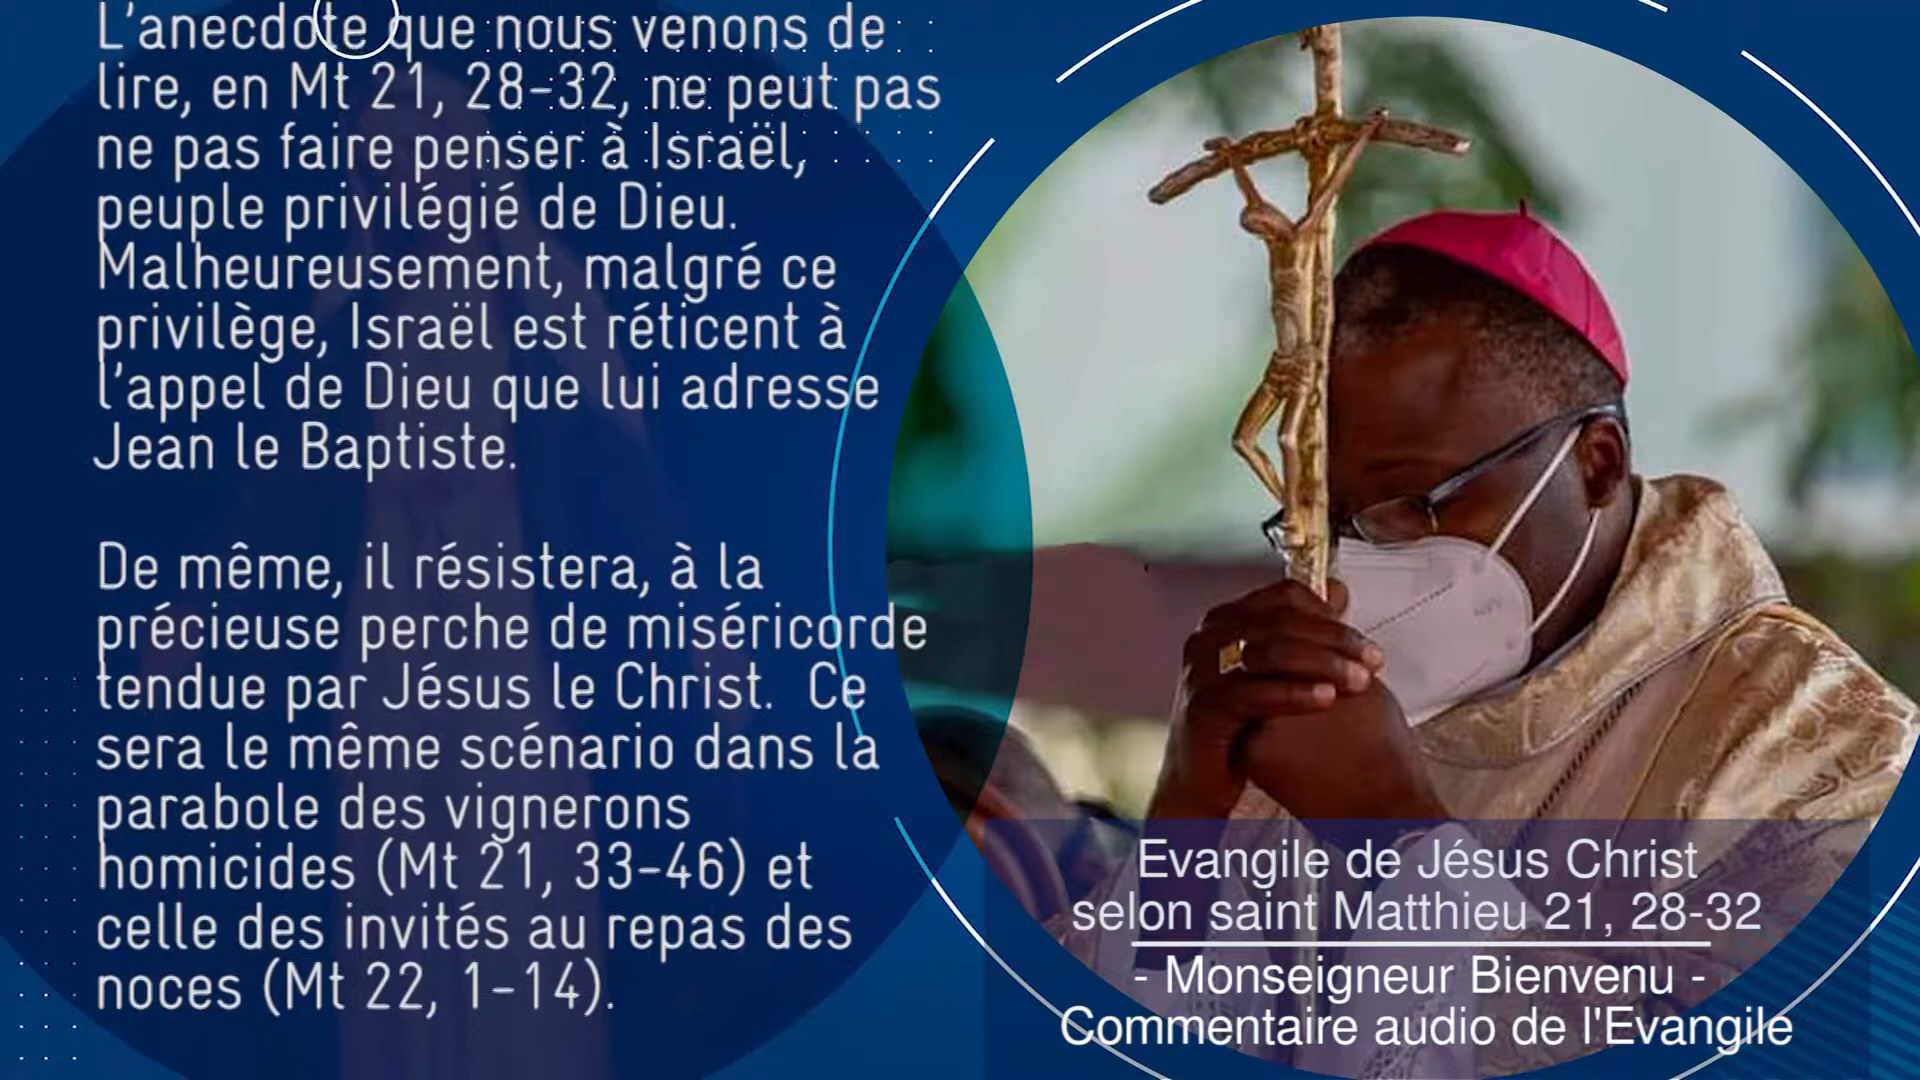 L'anecdote que nous venons de
lire, en Mt 21, 28-32, ne peut pas
ne pas faire penser à Israël,
peuple privilégié de Dieu.
Malheureusement, malgré ce
privilège, Israël est réticent à
l'appel de Dieu que lui adresse
Jean le Baptiste.
De même, il résistera, à la
précieuse perche de miséricorde
tendue par Jésus le Christ. Ce
sera le même scénario dans la
parabole des vignerons
homicides (Mt 21, 33-46) et
celle des invités au repas des
noces (Mt 22, 1-14).
Evangile de Jésus Christ
selon saint Matthieu 21, 28-32
- Monseigneur Bienvenu -
Commentaire audio de l'Evangile